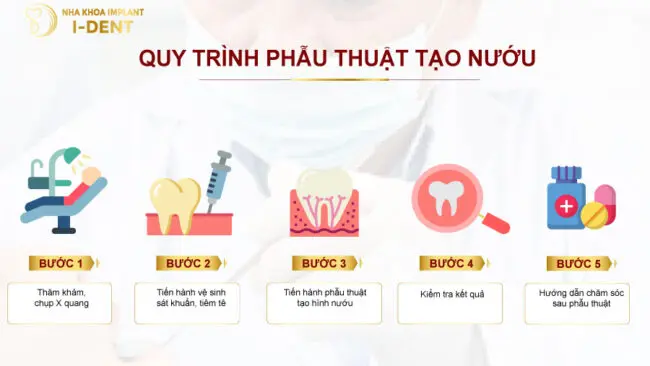 NHA KHOA IMPLANT
I-DENT
QUY TRÌNH PHẪU THUẬT TẠO NƯỚU
BƯỚC 1
BƯỚC 2
BƯỚC 3
BƯỚC 4
BƯỚC 5
Thăm khám,
chụp X quang
Tiến hành vệ sinh
sát khuẩn, tiêm tê
Tiến hành phẫu thuật
tạo hình nướu
Kiểm tra kết quả
Hướng dẫn chăm sóc
sau phẫu thuật